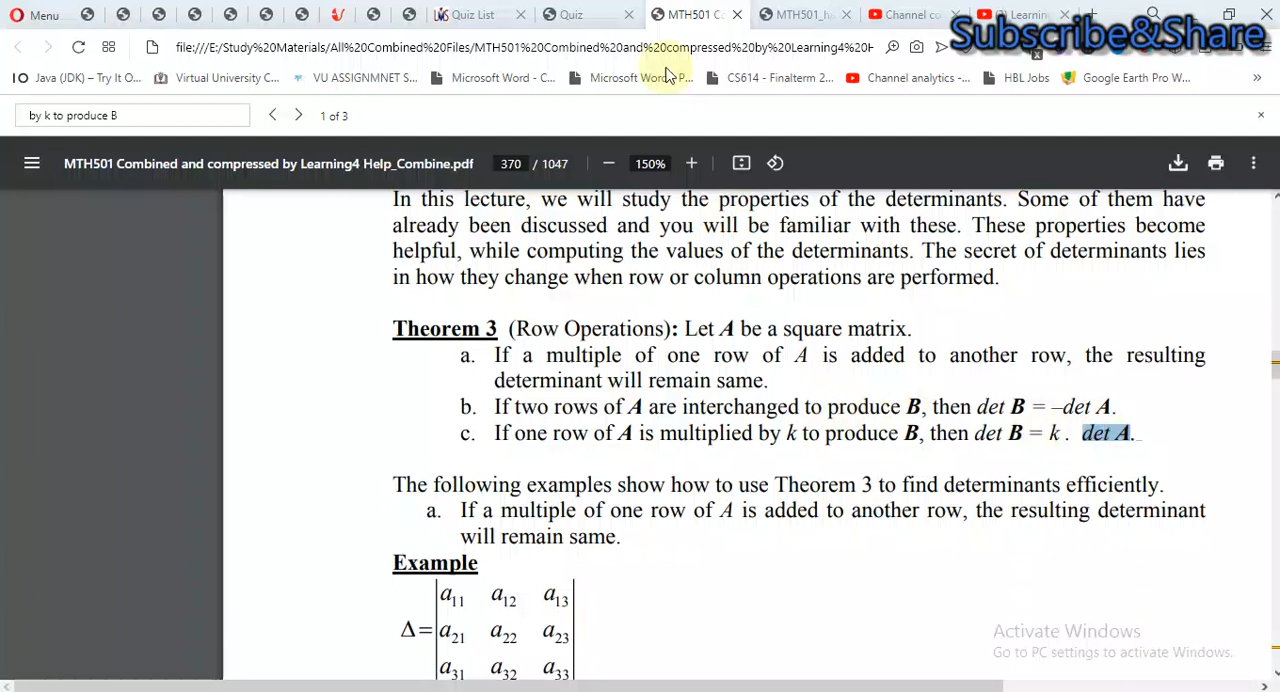 Quiz List
Quiz
MTH501 C
MTH501_h
Channel co
Learnin
Subscribe&Share
file:///E:/Study%20Materials/All%20Combined%20Files/MTH501%20Combined%20and%20compressed%20by%20Learning4%20H
Menu
Java (JDK) – Try It O...
Virtual University C...
VU ASSIGNMNET S...
Microsoft Word - C...
Microsoft Word P...
CS614 - Finalterm 2...
Channel analytics -...
HBL Jobs
Google Earth Pro W...
»
by k to produce B
1 of 3
MTH501 Combined and compressed by Learning4 Help_Combine.pdf
370 / 1047
150%
In this lecture, we will study the properties of the determinants. Some of them have
already been discussed and you will be familiar with these. These properties become
helpful, while computing the values of the determinants. The secret of determinants lies
in how they change when row or column operations are performed.
Theorem 3 (Row Operations): Let A be a square matrix.
a. If a multiple of one row of A is added to another row, the resulting
determinant will remain same.
b. If two rows of A are interchanged to produce B, then det B = –det A.
c. If one row of A is multiplied by k to produce B, then det B = k . det A.
The following examples show how to use Theorem 3 to find determinants efficiently.
a. If a multiple of one row of A is added to another row, the resulting determinant
will remain same.
Example
a11 a12 a13
Δ= a21 a22 a23
a31 a32 a33
Activate Windows
Go to PC settings to activate Windows.